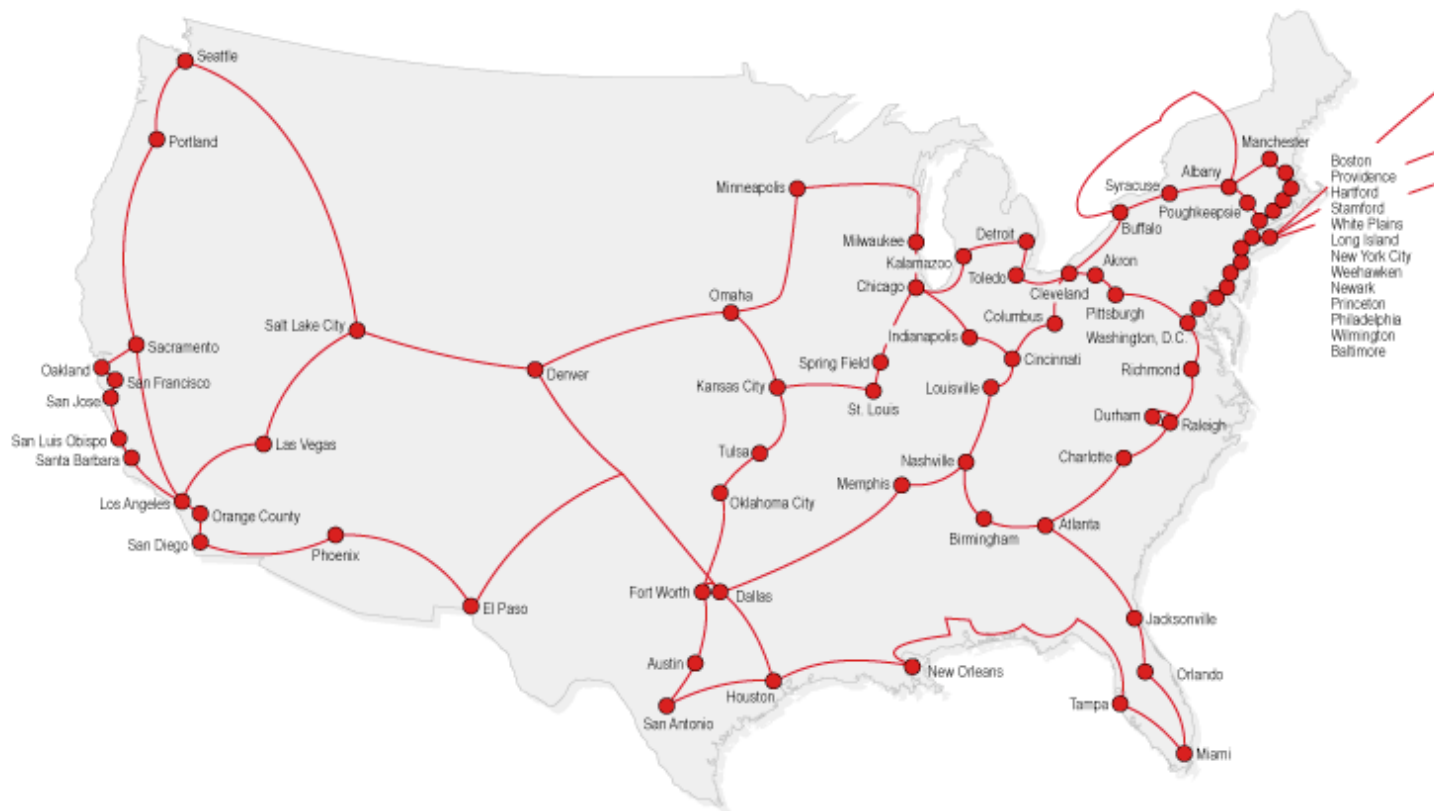 Seattle
Portland
Manchester
Boston
Providence
Hartford
Stamford
White Plains
Long Island
New York City
Weehawken
Newark
Princeton
Philadelphia
Wilmington
Baltimore
Albany
Syracuse
Poughkeepsie
Buffalo
Minneapolis
Milwaukee
Detroit
Kalamazoo
Akron
Toledo
Cleveland
Chicago
Pittsburgh
Omaha
Columbus
Salt Lake City
Indianapolis
Washington, D.C.
Sacramento
Oakland
San Francisco
Denver
Spring Field
Cincinnati
Richmond
Kansas City
Louisville
San Jose
St. Louis
Durham
Raleigh
San Luis Obispo
Las Vegas
Santa Barbara
Tulsa
Nashville
Charlotte
Memphis
Los Angeles
Oklahoma City
Orange County
Atlanta
San Diego
Phoenix
Birmingham
Fort Worth
Dallas
El Paso
Jacksonville
Austin
New Orleans
Orlando
Houston
Tampa
San Antonio
Miami